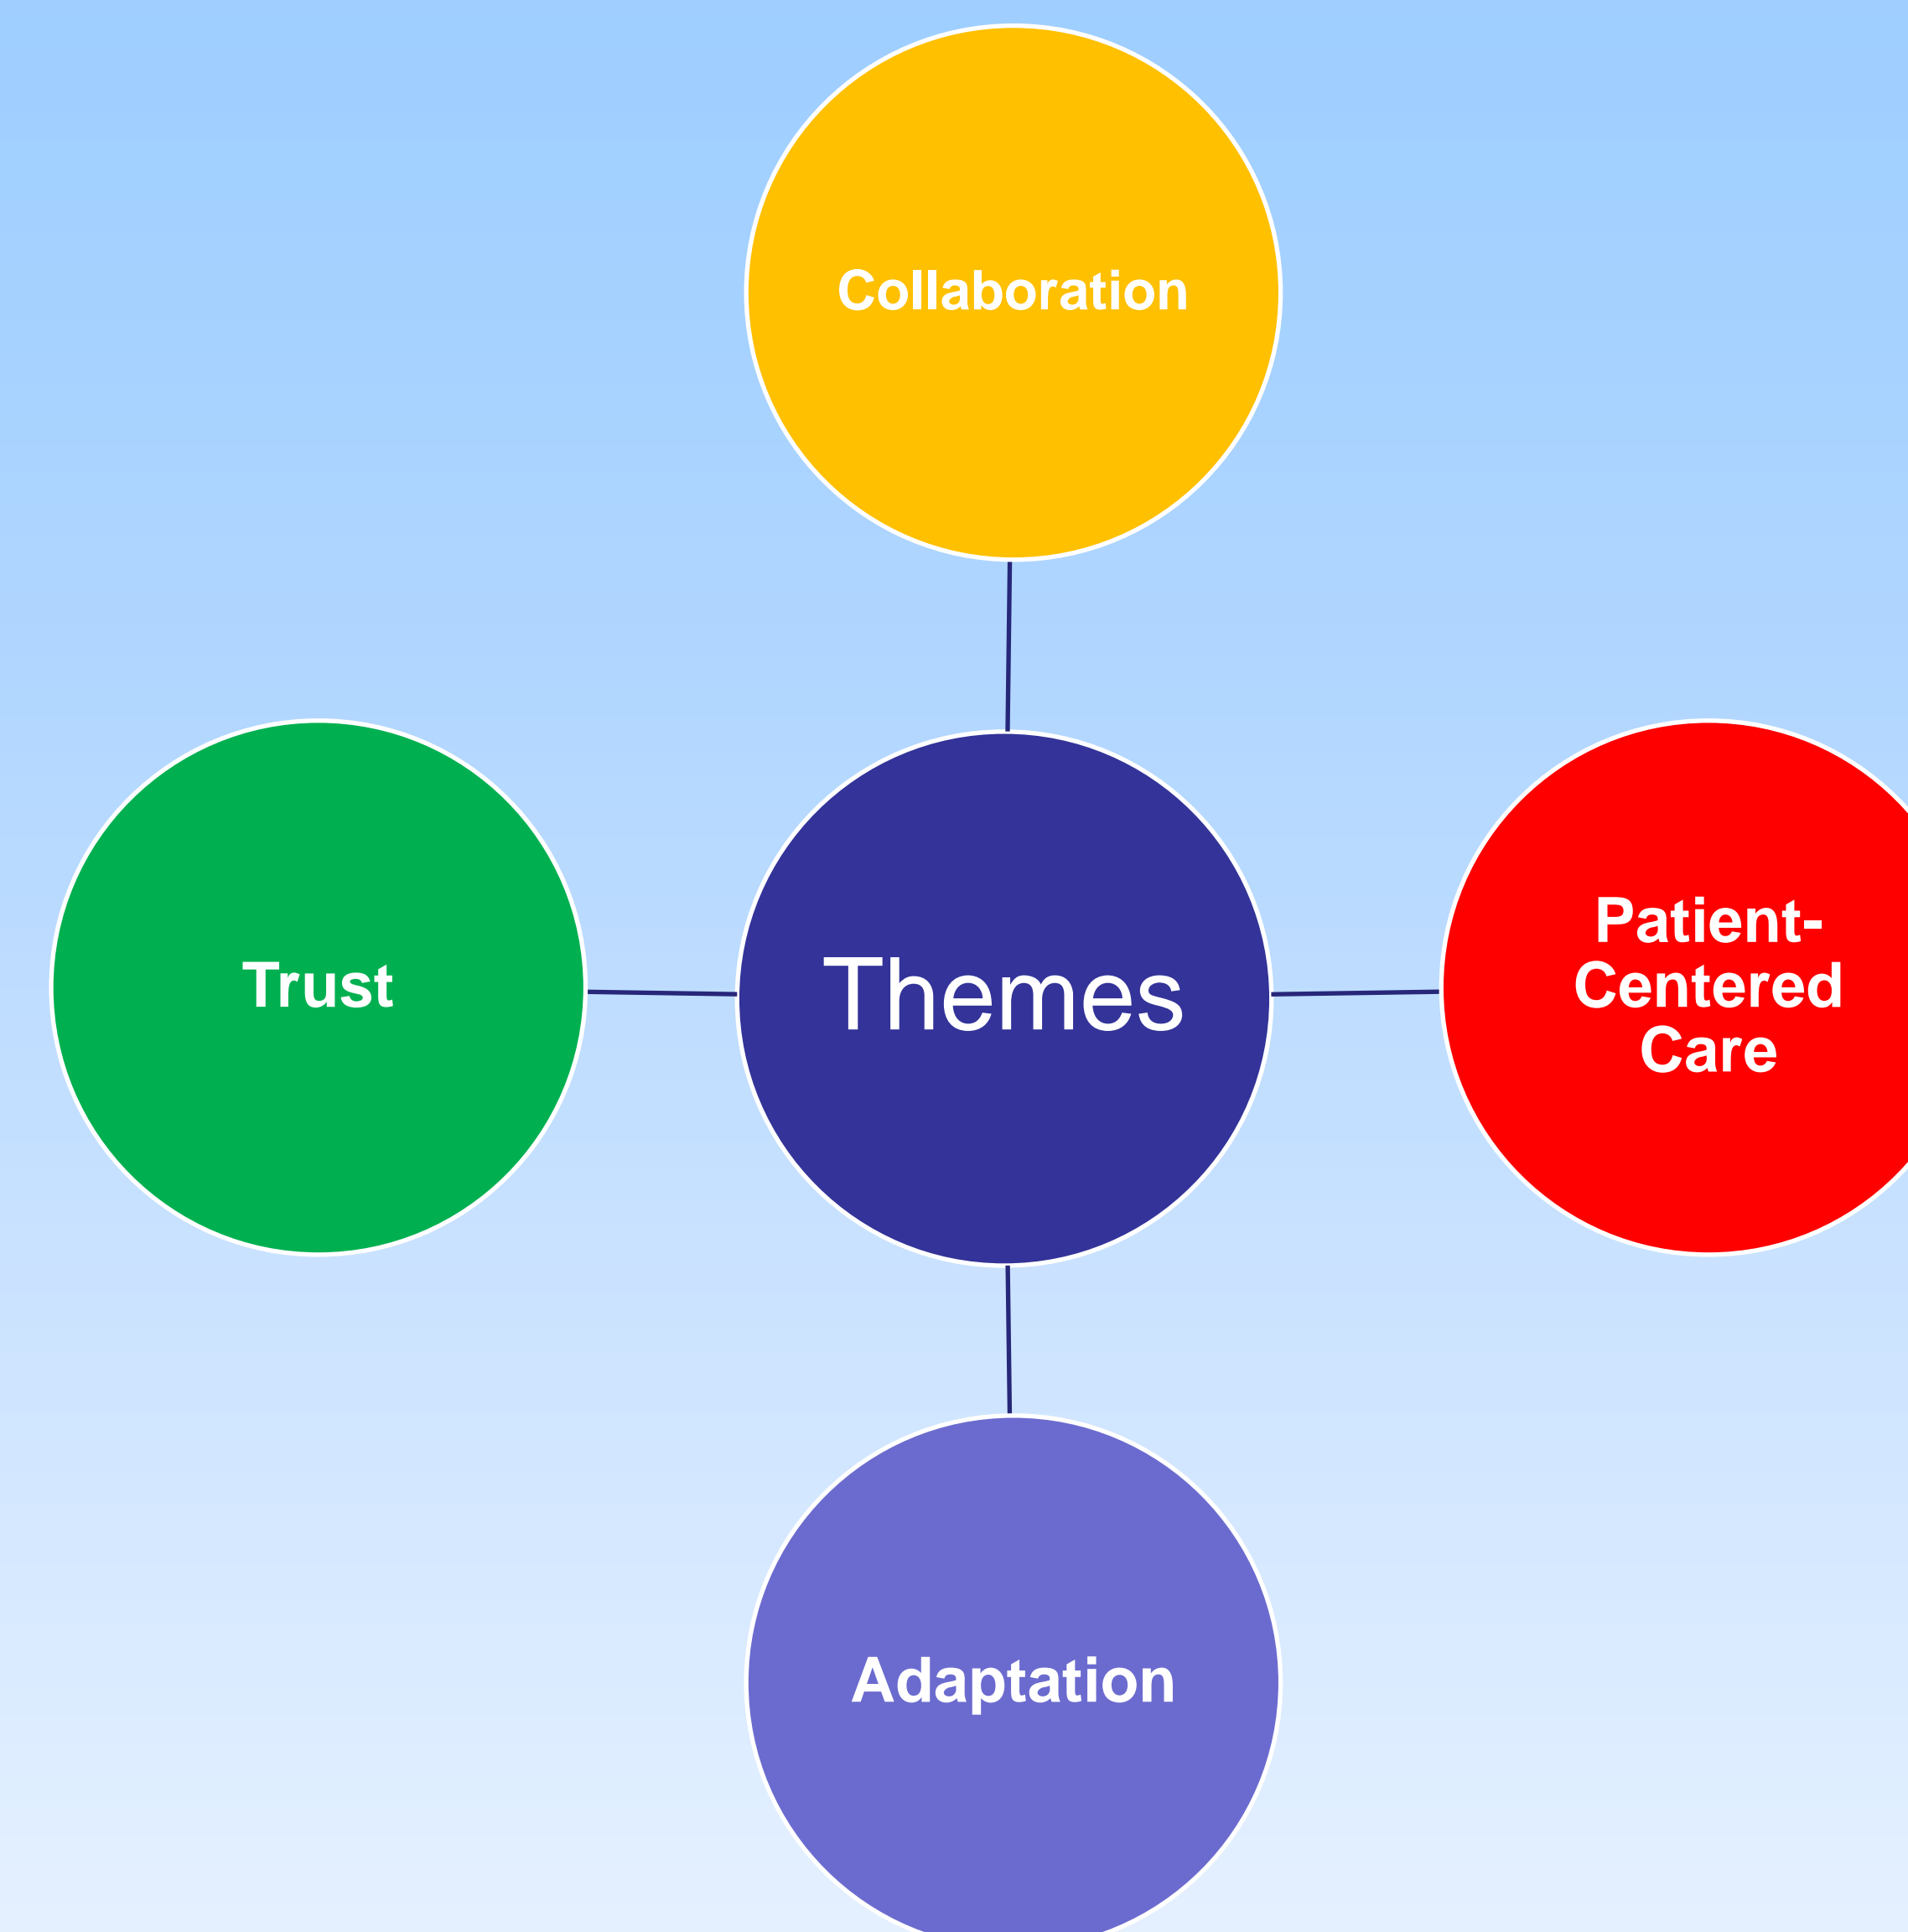 Collaboration
Trust
Themes
Patient-
Centered
Care
Adaptation